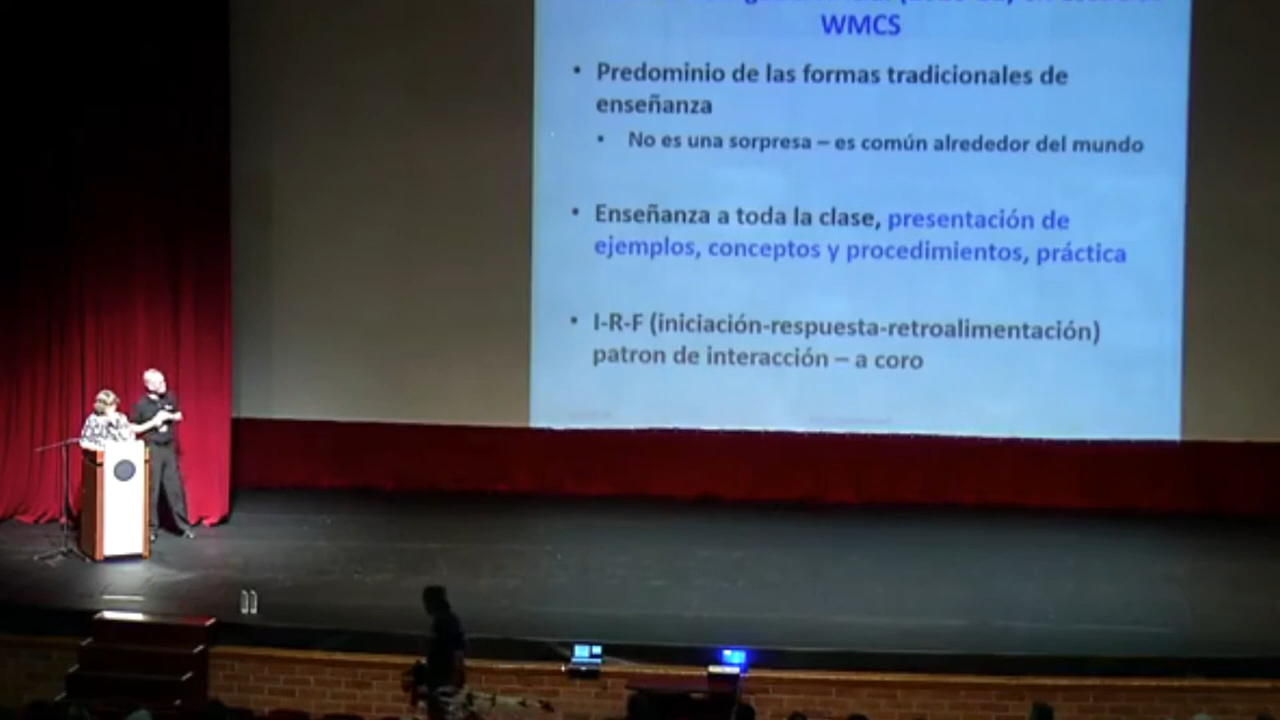 WMCS
• Predominio de las formas tradicionales de
enseñanza
• No es una sorpresa – es común alrededor del mundo
• Enseñanza a toda la clase, presentación de
ejemplos, conceptos y procedimientos, práctica
• I-R-F (iniciación-respuesta-retroalimentación)
patron de interacción – a coro